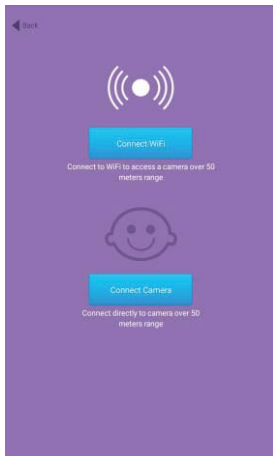 Back
Connect WiFi
Connect to WiFi to access a camera over 50
meters range
Connect Camera
Connect directly to camera over 50
meters range